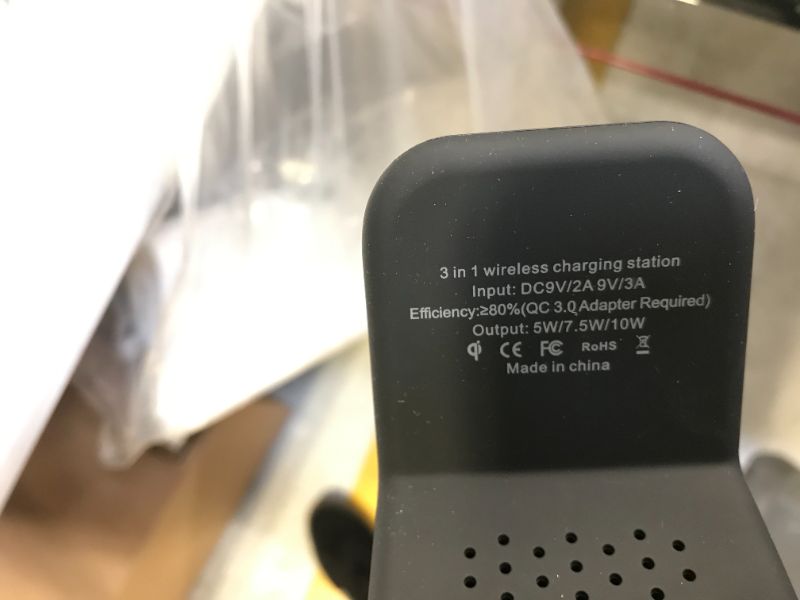 3 in 1 wireless charging station
Input: DC9V/2A 9V/3A
Efficiency:≥80%(QC 3.0 Adapter Required)
Output: 5W/7.5W/10W
qi CE FC RoHS
Made in china